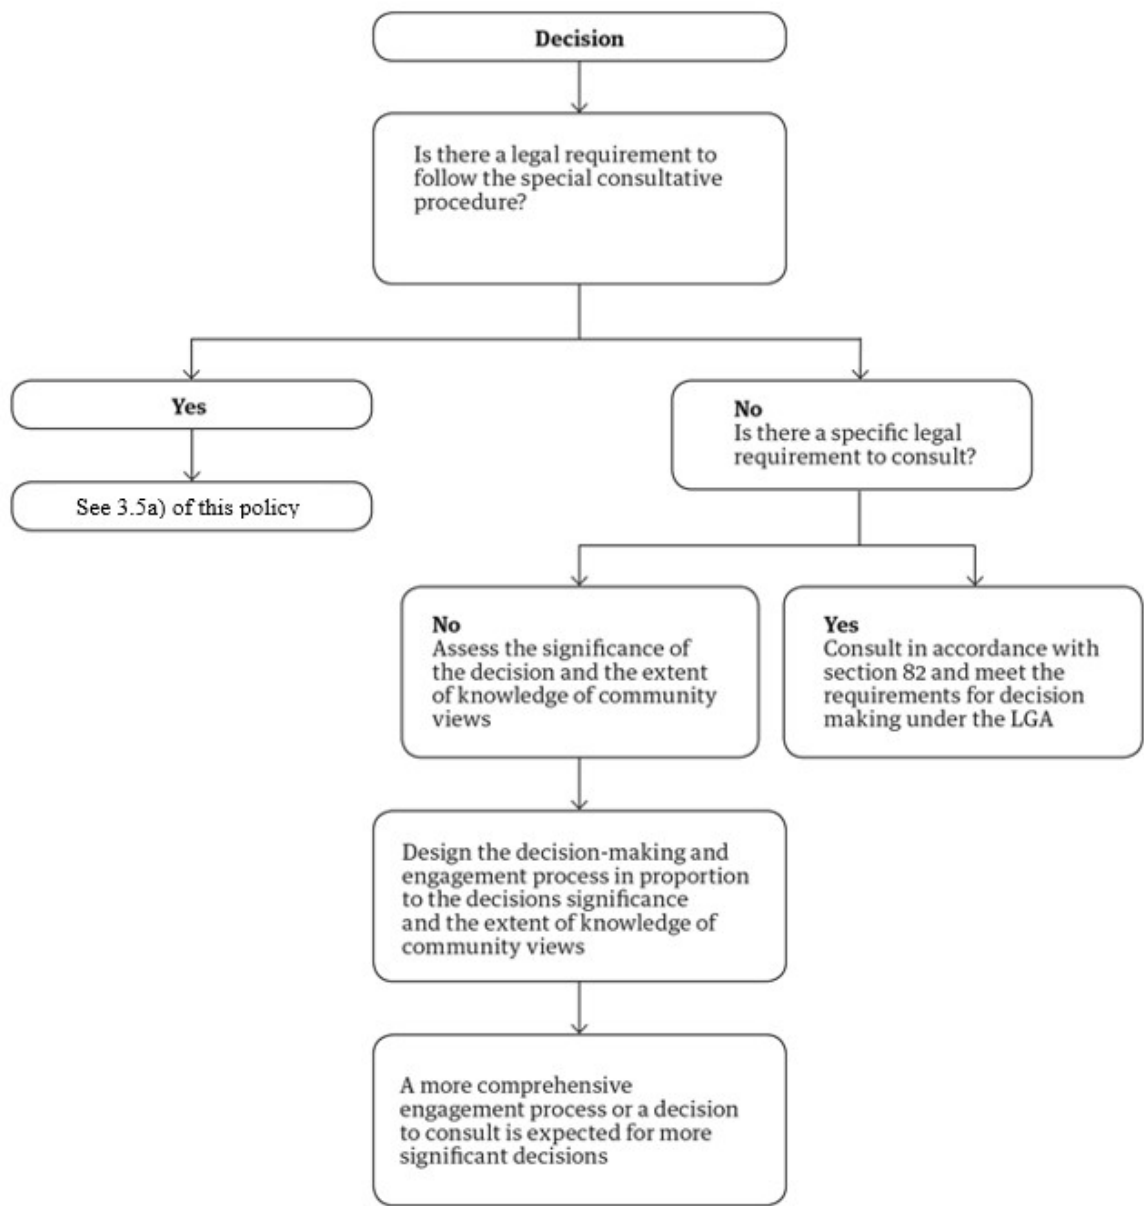 Decision
Is there a legal requirement to
follow the special consultative
procedure?
Yes
See 3.5a) of this policy
No
Is there a specific legal
requirement to consult?
No
Assess the significance of
the decision and the extent
of knowledge of community
views
Yes
Consult in accordance with
section 82 and meet the
requirements for decision
making under the LGA
Design the decision-making and
engagement process in proportion
to the decisions significance
and the extent of knowledge of
community views
A more comprehensive
engagement process or a decision
to consult is expected for more
significant decisions